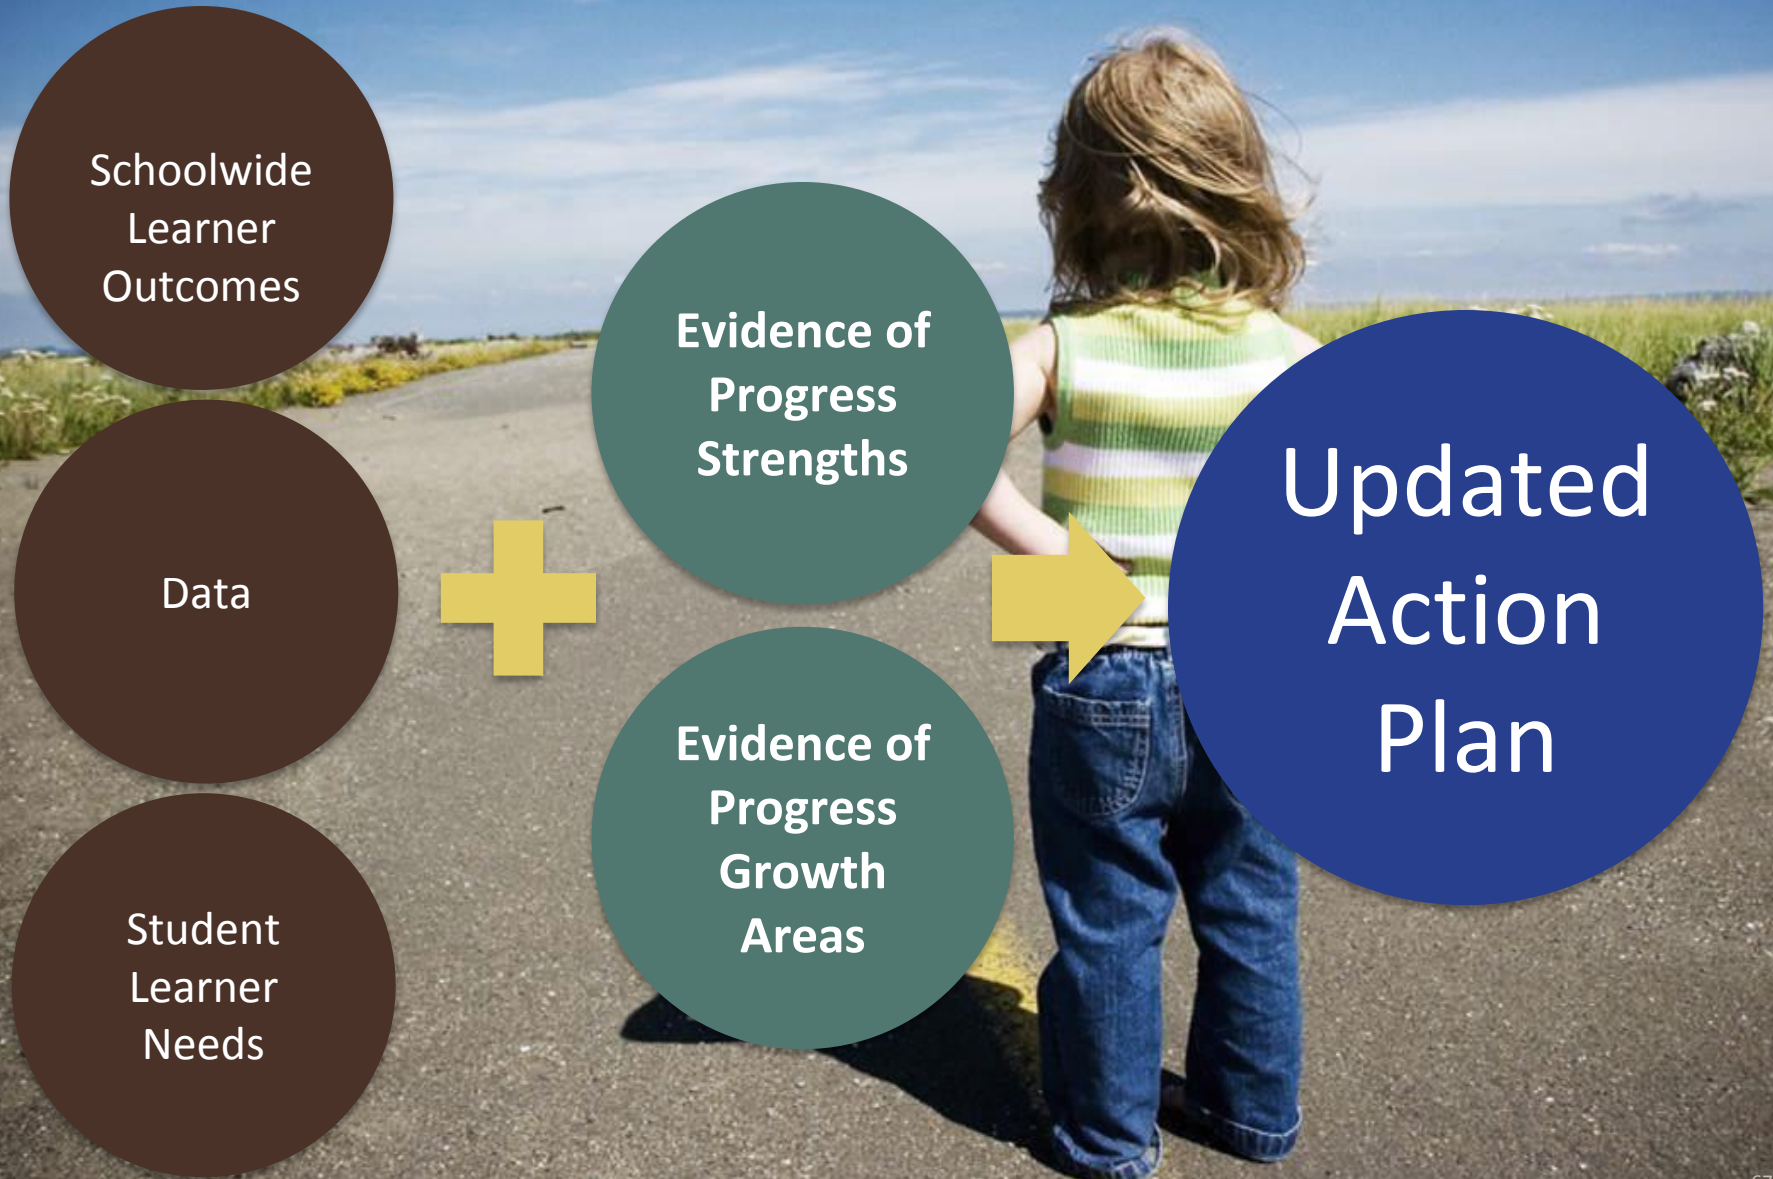 Schoolwide
Learner
Outcomes
Data
Student
Learner
Needs
Evidence of
Progress
Strengths
Evidence of
Progress
Growth
Areas
Updated
Action
Plan